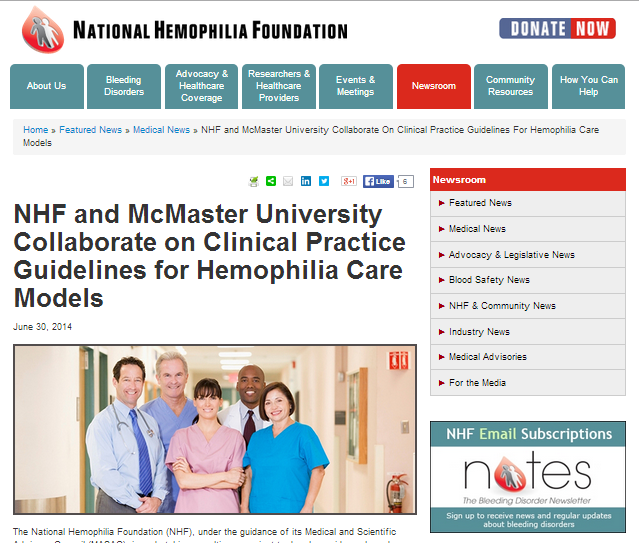 NATIONAL HEMOPHILIA FOUNDATION
DONATE NOW
About Us
Bleeding
Disorders
Advocacy &
Healthcare
Coverage
Researchers &
Healthcare
Providers
Events &
Meetings
Newsroom
Community
Resources
How You Can
Help
Home » Featured News » Medical News » NHF and McMaster University Collaborate On Clinical Practice Guidelines For Hemophilia Care
Models
+1
Like
6
NHF and McMaster University
Collaborate on Clinical Practice
Guidelines for Hemophilia Care
Models
June 30, 2014
The National Hemophilia Foundation (NHF), under the guidance of its Medical and Scientific
Newsroom
Featured News
Medical News
Advocacy & Legislative News
Blood Safety News
NHF & Community News
Industry News
Medical Advisories
For the Media
NHF Email Subscriptions
notes
The Bleeding Disorder Newsletter
Sign up to receive news and regular updates
about bleeding disorders